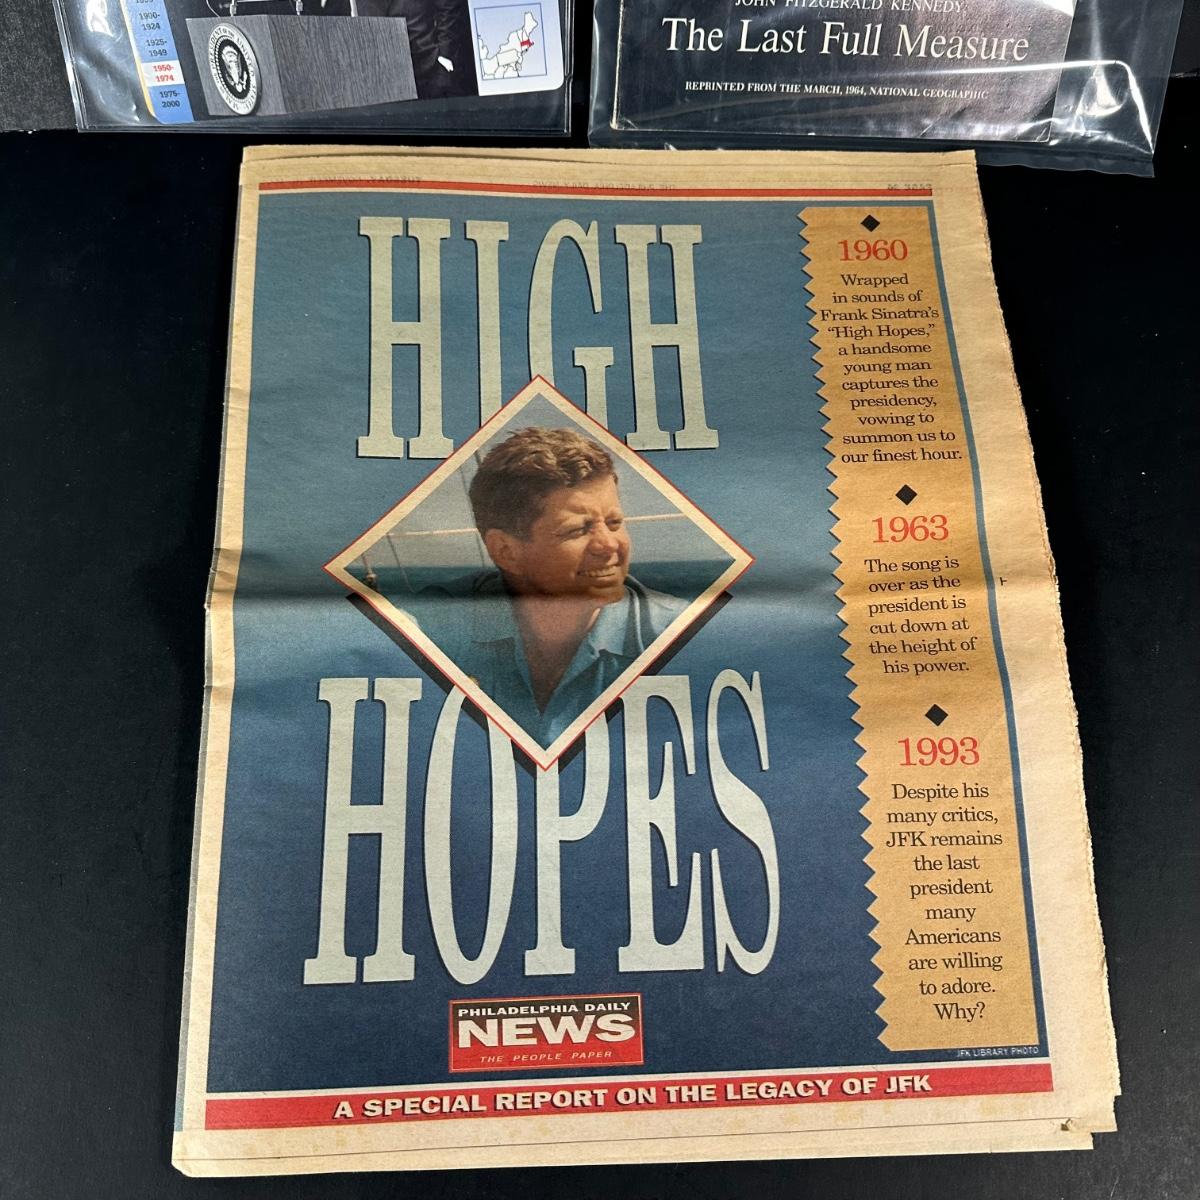 1900-
1924
1925-
1949
1950-
1974
1975-
2000
JOHN FITZGERALD KENNEDY
The Last Full Measure
REPRINTED FROM THE MARCH, 1964, NATIONAL GEOGRAPHIC
HIGH
HOPES
1960
Wrapped
in sounds of
Frank Sinatra's
"High Hopes,"
a handsome
young man
captures the
presidency,
vowing to
summon us to
our finest hour.
1963
The song is
over as the
president is
cut down at
the height of
his power.
1993
Despite his
many critics,
JFK remains
the last
president
many
Americans
are willing
to adore.
Why?
JFK LIBRARY PHOTO
PHILADELPHIA DAILY
NEWS
THE PEOPLE PAPER
A SPECIAL REPORT ON THE LEGACY OF JFK